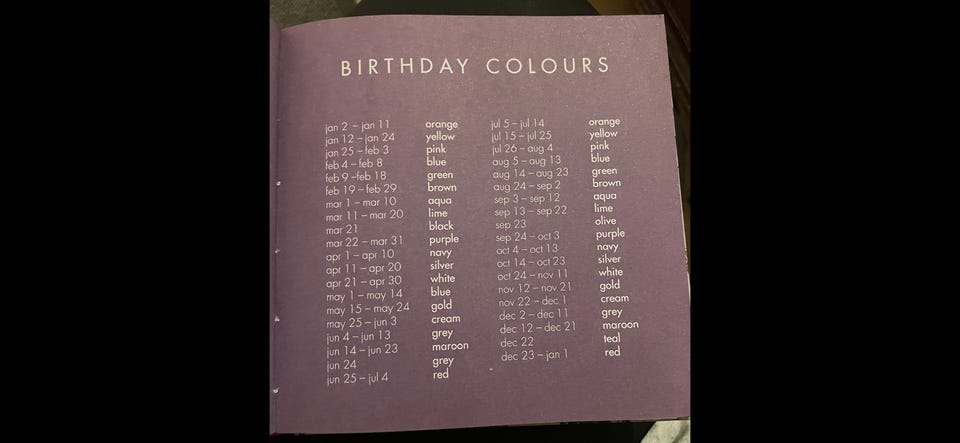 BIRTHDAY COLOURS
jan 2 – jan 11 orange
jan 12 – jan 24 yellow
jan 25 – feb 3 pink
feb 4 – feb 8 blue
feb 9 –feb 18 green
feb 19 – feb 29 brown
mar 1 – mar 10 aqua
mar 11 – mar 20 lime
mar 21 black
mar 22 – mar 31 purple
apr 1 – apr 10 navy
apr 11 – apr 20 silver
apr 21 – apr 30 white
may 1 – may 14 blue
may 15 – may 24 gold
may 25 – jun 3 cream
jun 4 – jun 13 grey
jun 14 – jun 23 maroon
jun 24 grey
jun 25 – jul 4 red
jul 5 – jul 14 orange
jul 15 – jul 25 yellow
jul 26 – aug 4 pink
aug 5 – aug 13 blue
aug 14 – aug 23 green
aug 24 – sep 2 brown
sep 3 – sep 12 aqua
sep 13 – sep 22 lime
sep 23 olive
sep 24 – oct 3 purple
oct 4 – oct 13 navy
oct 14 – oct 23 silver
oct 24 – nov 11 white
nov 12 – nov 21 gold
nov 22 – dec 1 cream
dec 2 – dec 11 grey
dec 12 – dec 21 maroon
dec 22 teal
dec 23 – jan 1 red